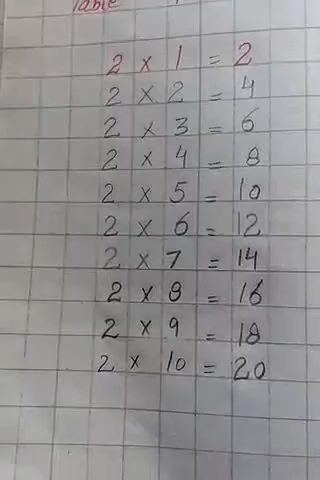 Table
2 × 1 = 2
2 × 2 = 4
2 × 3 = 6
2 × 4 = 8
2 × 5 = 10
2 × 6 = 12
2 × 7 = 14
2 × 8 = 16
2 × 9 = 18
2 × 10 = 20